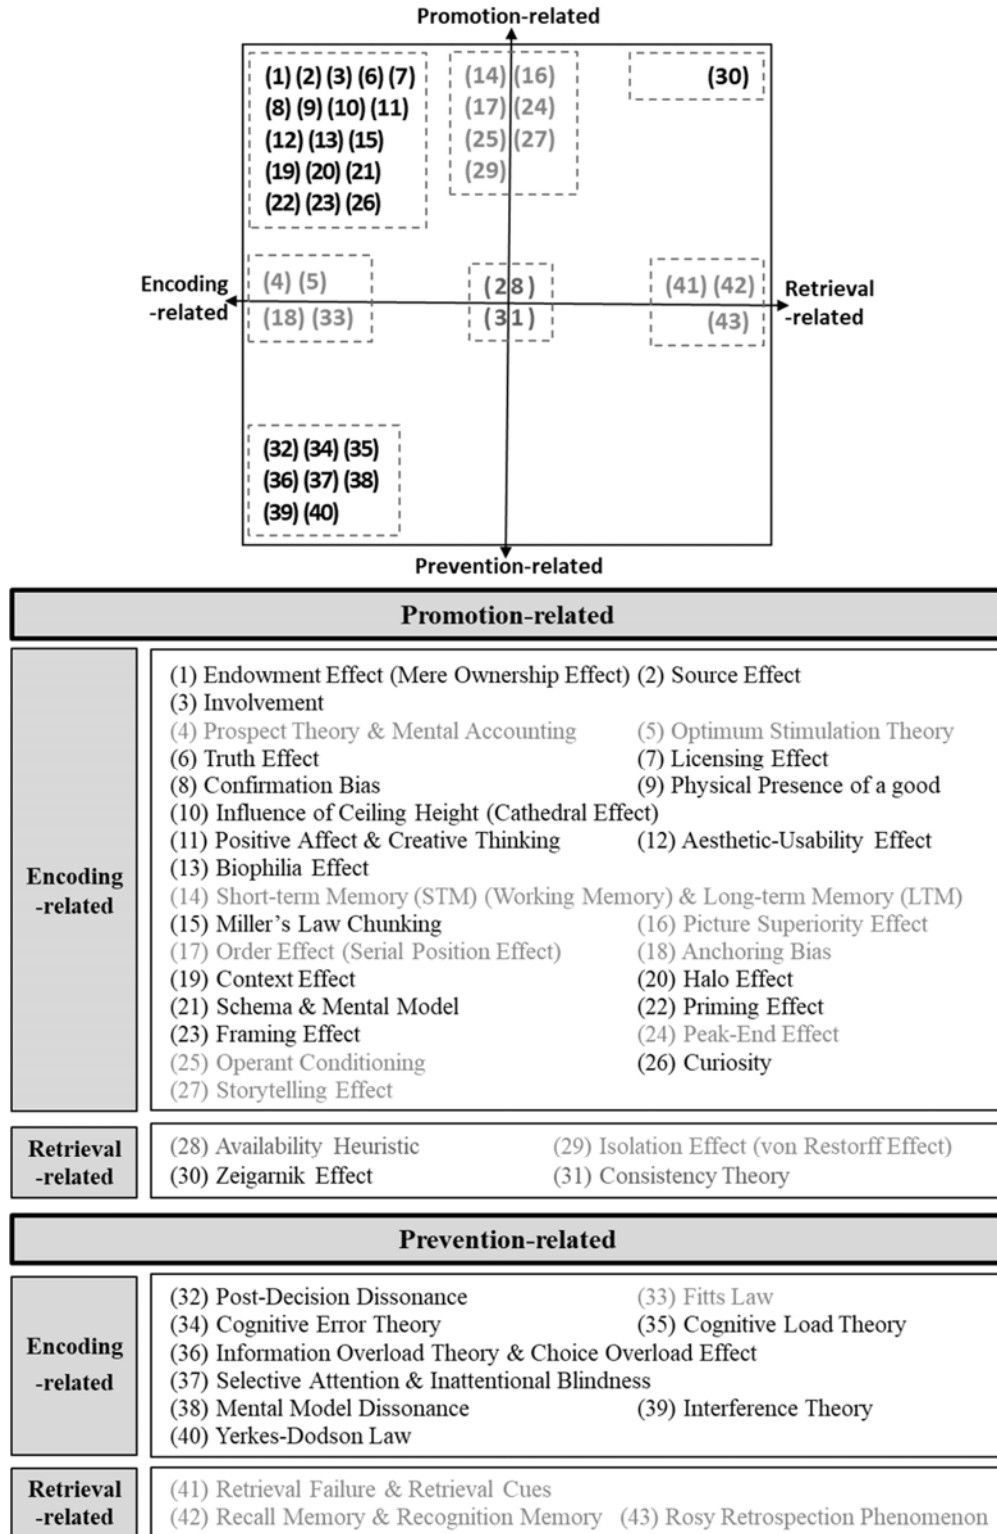 Promotion-related
(1) (2) (3) (6) (7)
(8) (9) (10) (11)
(12) (13) (15)
(19) (20) (21)
(22) (23) (26)
(14) (16)
(17) (24)
(25) (27)
(29)
(30)
Encoding
-related
(4) (5)
(18) (33)
(28)
(31)
(41) (42)
(43)
Retrieval
-related
(32) (34) (35)
(36) (37) (38)
(39) (40)
Prevention-related
Promotion-related
Encoding
-related
(1) Endowment Effect (Mere Ownership Effect) (2) Source Effect
(3) Involvement
(4) Prospect Theory & Mental Accounting (5) Optimum Stimulation Theory
(6) Truth Effect (7) Licensing Effect
(8) Confirmation Bias (9) Physical Presence of a good
(10) Influence of Ceiling Height (Cathedral Effect)
(11) Positive Affect & Creative Thinking (12) Aesthetic-Usability Effect
(13) Biophilia Effect
(14) Short-term Memory (STM) (Working Memory) & Long-term Memory (LTM)
(15) Miller's Law Chunking (16) Picture Superiority Effect
(17) Order Effect (Serial Position Effect) (18) Anchoring Bias
(19) Context Effect (20) Halo Effect
(21) Schema & Mental Model (22) Priming Effect
(23) Framing Effect (24) Peak-End Effect
(25) Operant Conditioning (26) Curiosity
(27) Storytelling Effect
Retrieval
-related
(28) Availability Heuristic (29) Isolation Effect (von Restorff Effect)
(30) Zeigarnik Effect (31) Consistency Theory
Prevention-related
Encoding
-related
(32) Post-Decision Dissonance (33) Fitts Law
(34) Cognitive Error Theory (35) Cognitive Load Theory
(36) Information Overload Theory & Choice Overload Effect
(37) Selective Attention & Inattentional Blindness
(38) Mental Model Dissonance (39) Interference Theory
(40) Yerkes-Dodson Law
Retrieval
-related
(41) Retrieval Failure & Retrieval Cues
(42) Recall Memory & Recognition Memory (43) Rosy Retrospection Phenomenon